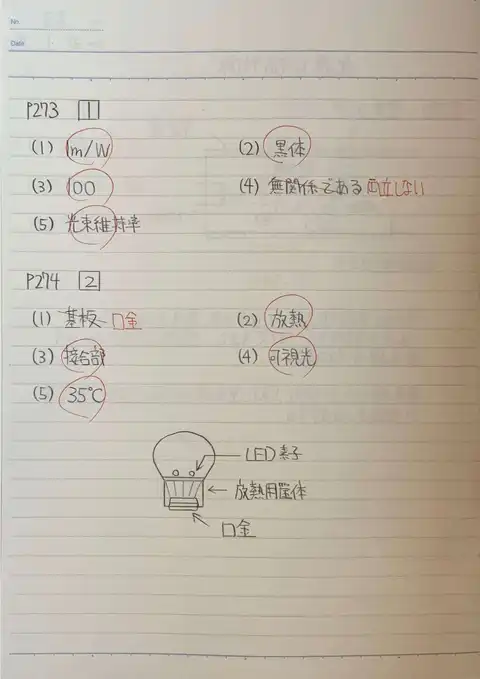 No.
Date
P273 1
(1) lm/W (2) 黒体
(3) 100 (4) 無関係である 両立しない
(5) 光束維持率
P274 2
(1) 基板 口金 (2) 放熱
(3) 接合部 (4) 可視光
(5) 35℃
LED素子
放熱用筐体
口金